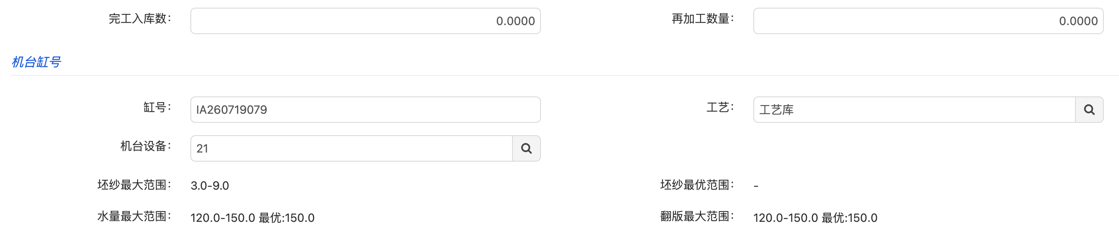 完工入库数: 0.0000 再加工数量: 0.0000
机台缸号
缸号: IA260719079 工艺: 工艺库
机台设备: 21
坯纱最大范围: 3.0-9.0 坯纱最优范围: -
水量最大范围: 120.0-150.0 最优:150.0 翻版最大范围: 120.0-150.0 最优:150.0